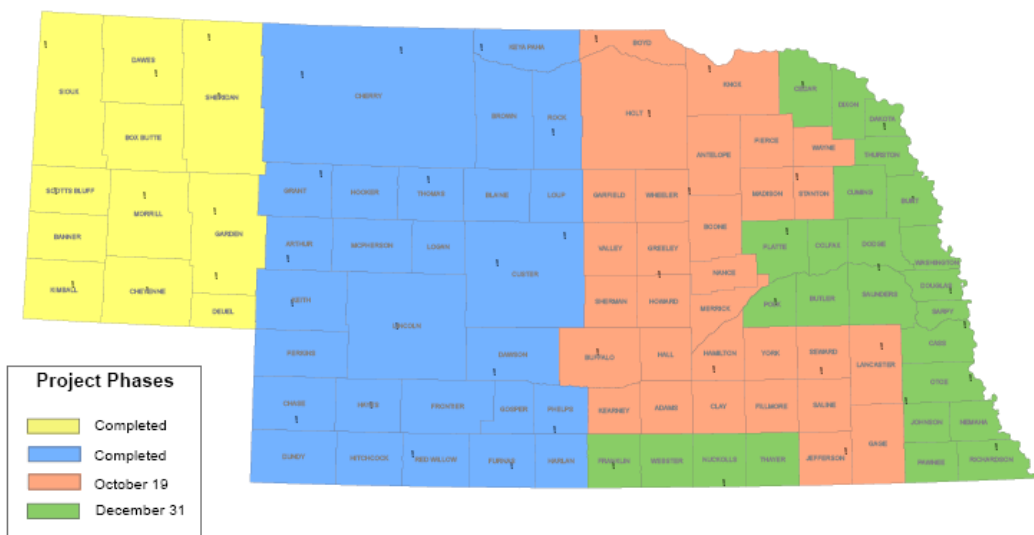 BOYD
KEYA PAHA
DAWES
KNOX
SIOUX
SHERIDAN
CHERRY
CEDAR
DIXON
BROWN
ROCK
HOLT
DAKOTA
BOX BUTTE
ANTELOPE
PIERCE
WAYNE
THURSTON
SCOTTS BLUFF
GRANT
HOOKER
THOMAS
BLAINE
LOUP
GARFIELD
WHEELER
MADISON
STANTON
CUMING
BURT
MORRILL
BANNER
GARDEN
ARTHUR
MCPHERSON
LOGAN
VALLEY
GREELEY
BOONE
PLATTE
COLFAX
DODGE
WASHINGTON
CUSTER
NANCE
KIMBALL
CHEYENNE
DEUEL
KEITH
SHERMAN
HOWARD
MERRICK
POLK
BUTLER
SAUNDERS
DOUGLAS
SARPY
LINCOLN
PERKINS
DAWSON
BUFFALO
HALL
HAMILTON
YORK
SEWARD
LANCASTER
CASS
OTOE
CHASE
HAYES
FRONTIER
GOSPER
PHELPS
KEARNEY
ADAMS
CLAY
FILLMORE
SALINE
JOHNSON
NEMAHA
GAGE
DUNDY
HITCHCOCK
RED WILLOW
FURNAS
HARLAN
FRANKLIN
WEBSTER
NUCKOLLS
THAYER
JEFFERSON
PAWNEE
RICHARDSON
Project Phases
Completed
Completed
October 19
December 31